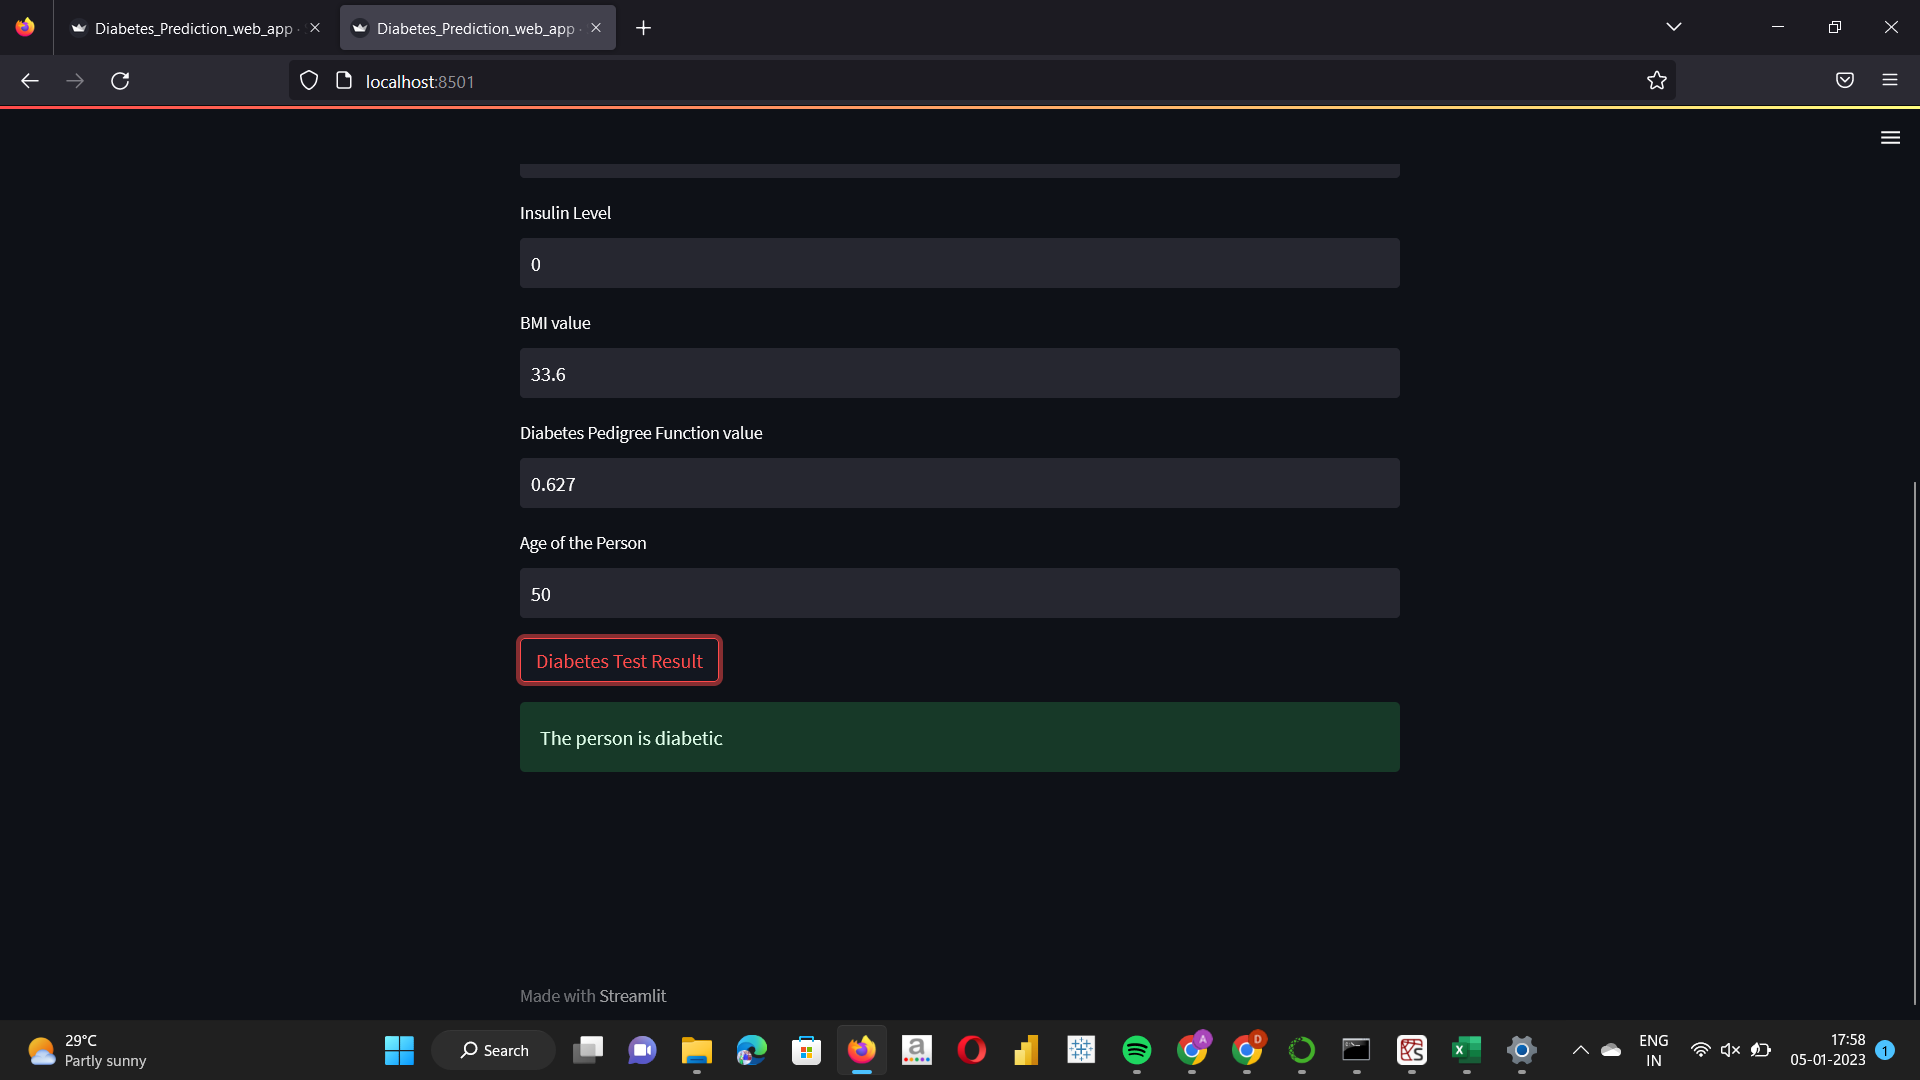 Diabetes_Prediction_web_app ·
Diabetes_Prediction_web_app ·
localhost:8501
Insulin Level
0
BMI value
33.6
Diabetes Pedigree Function value
0.627
Age of the Person
50
Diabetes Test Result
The person is diabetic
Made with Streamlit
29°C
Partly sunny
Search
a
A
D
ENG
IN
17:58
05-01-2023
1